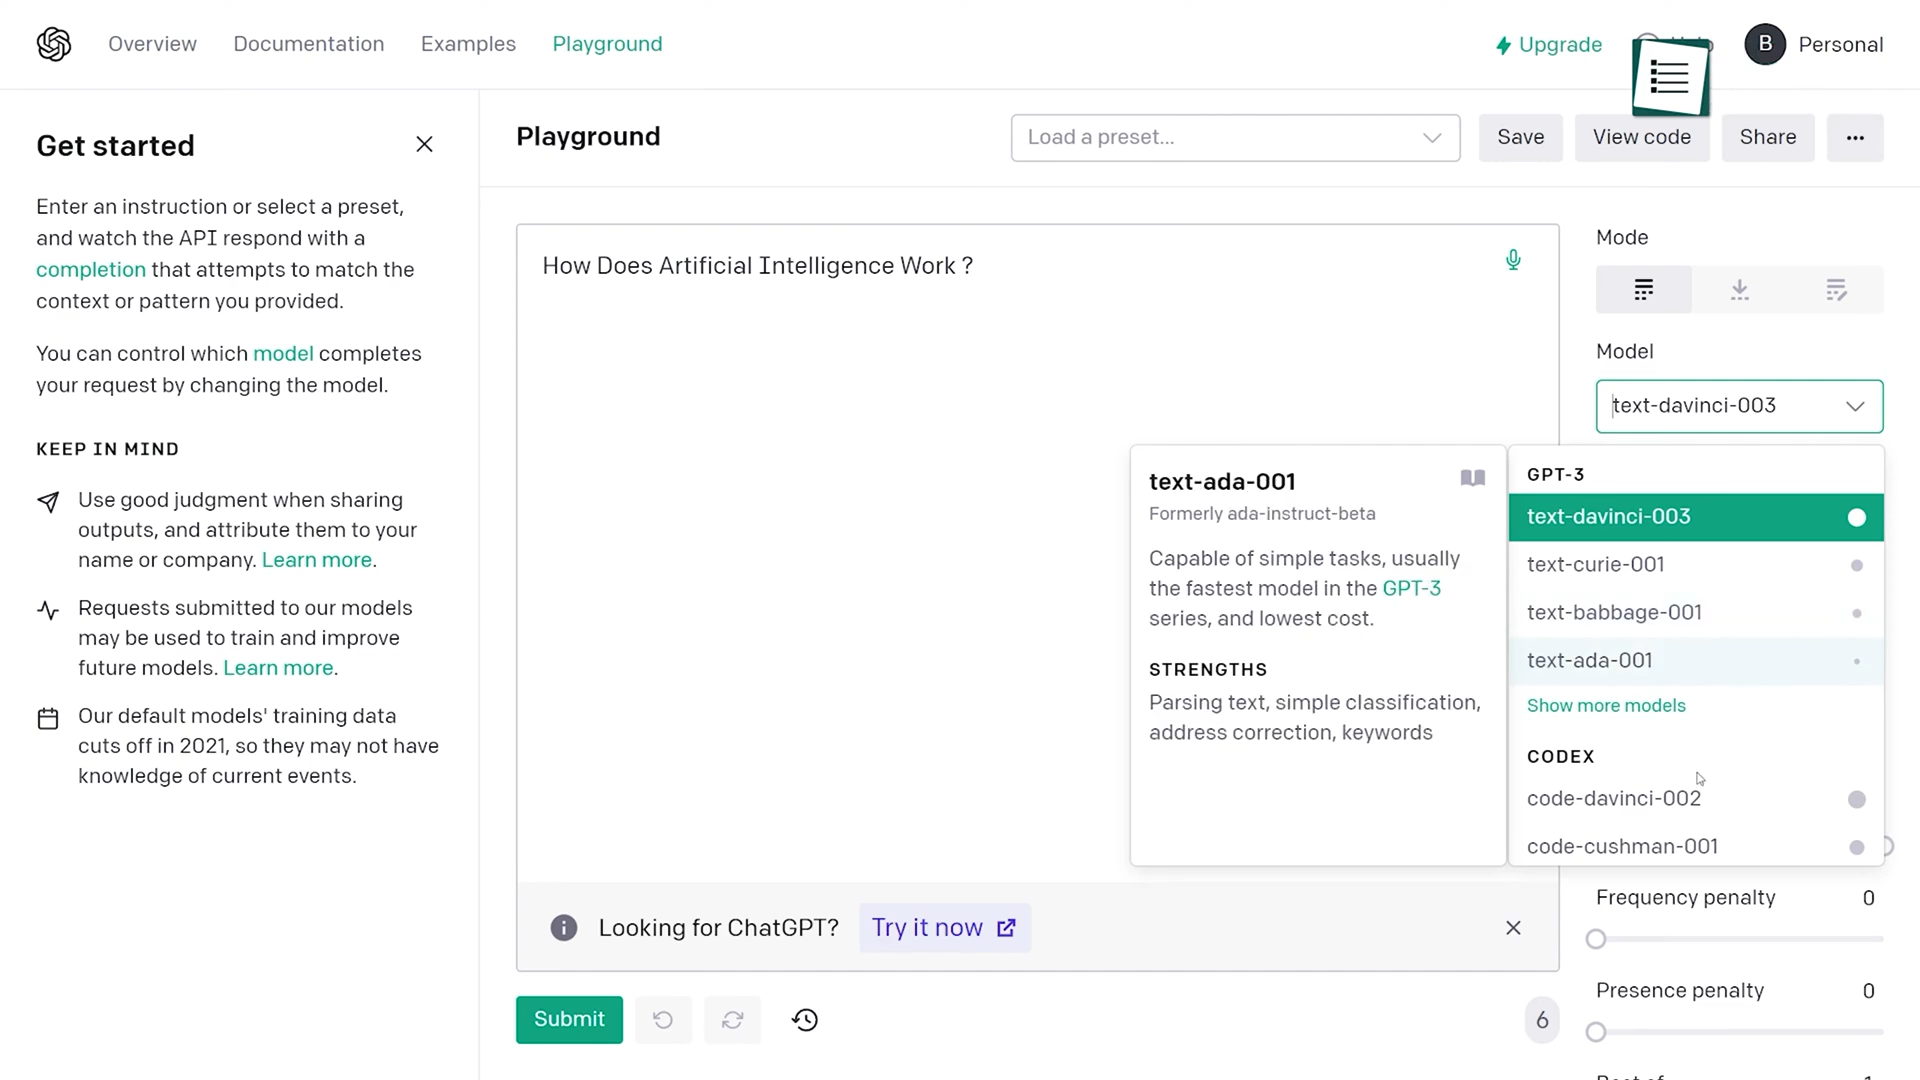 Overview
Documentation
Examples
Playground
Upgrade
B
Personal
Get started
Enter an instruction or select a preset,
and watch the API respond with a
completion that attempts to match the
context or pattern you provided.
You can control which model completes
your request by changing the model.
KEEP IN MIND
Use good judgment when sharing
outputs, and attribute them to your
name or company. Learn more.
Requests submitted to our models
may be used to train and improve
future models. Learn more.
Our default models' training data
cuts off in 2021, so they may not have
knowledge of current events.
Playground
Load a preset...
Save
View code
Share
How Does Artificial Intelligence Work ?
Mode
Model
text-davinci-003
text-ada-001
Formerly ada-instruct-beta
Capable of simple tasks, usually
the fastest model in the GPT-3
series, and lowest cost.
STRENGTHS
Parsing text, simple classification,
address correction, keywords
GPT-3
text-davinci-003
text-curie-001
text-babbage-001
text-ada-001
Show more models
CODEX
code-davinci-002
code-cushman-001
Frequency penalty 0
Presence penalty 0
Looking for ChatGPT? Try it now
Submit
6